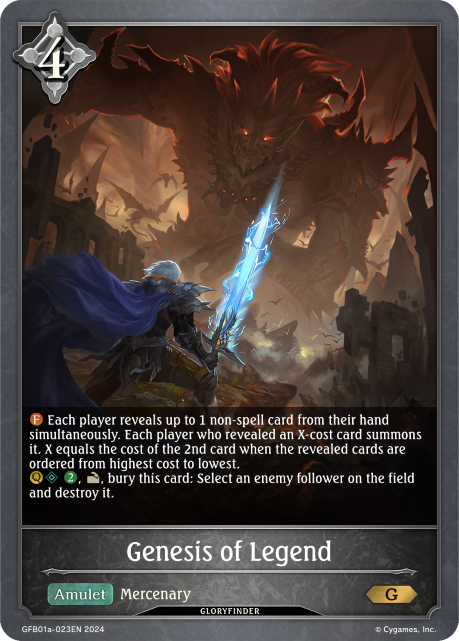 4
F Each player reveals up to 1 non-spell card from their hand
simultaneously. Each player who revealed an X-cost card summons
it. X equals the cost of the 2nd card when the revealed cards are
ordered from highest cost to lowest.
Q 2, , bury this card: Select an enemy follower on the field
and destroy it.
Genesis of Legend
Amulet Mercenary G
GLORYFINDER
GFB01a-023EN 2024 © Cygames, Inc.